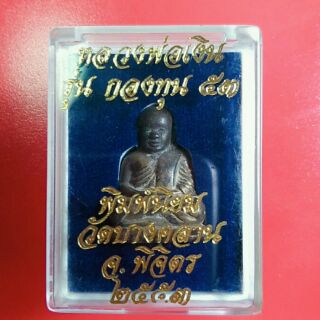 หลวงพ่อเงิน
รุ่น กองทุน ๕๓
พิมพ์นิยม
วัดบางคลาน
จ. พิจิตร
๒๕๕๓